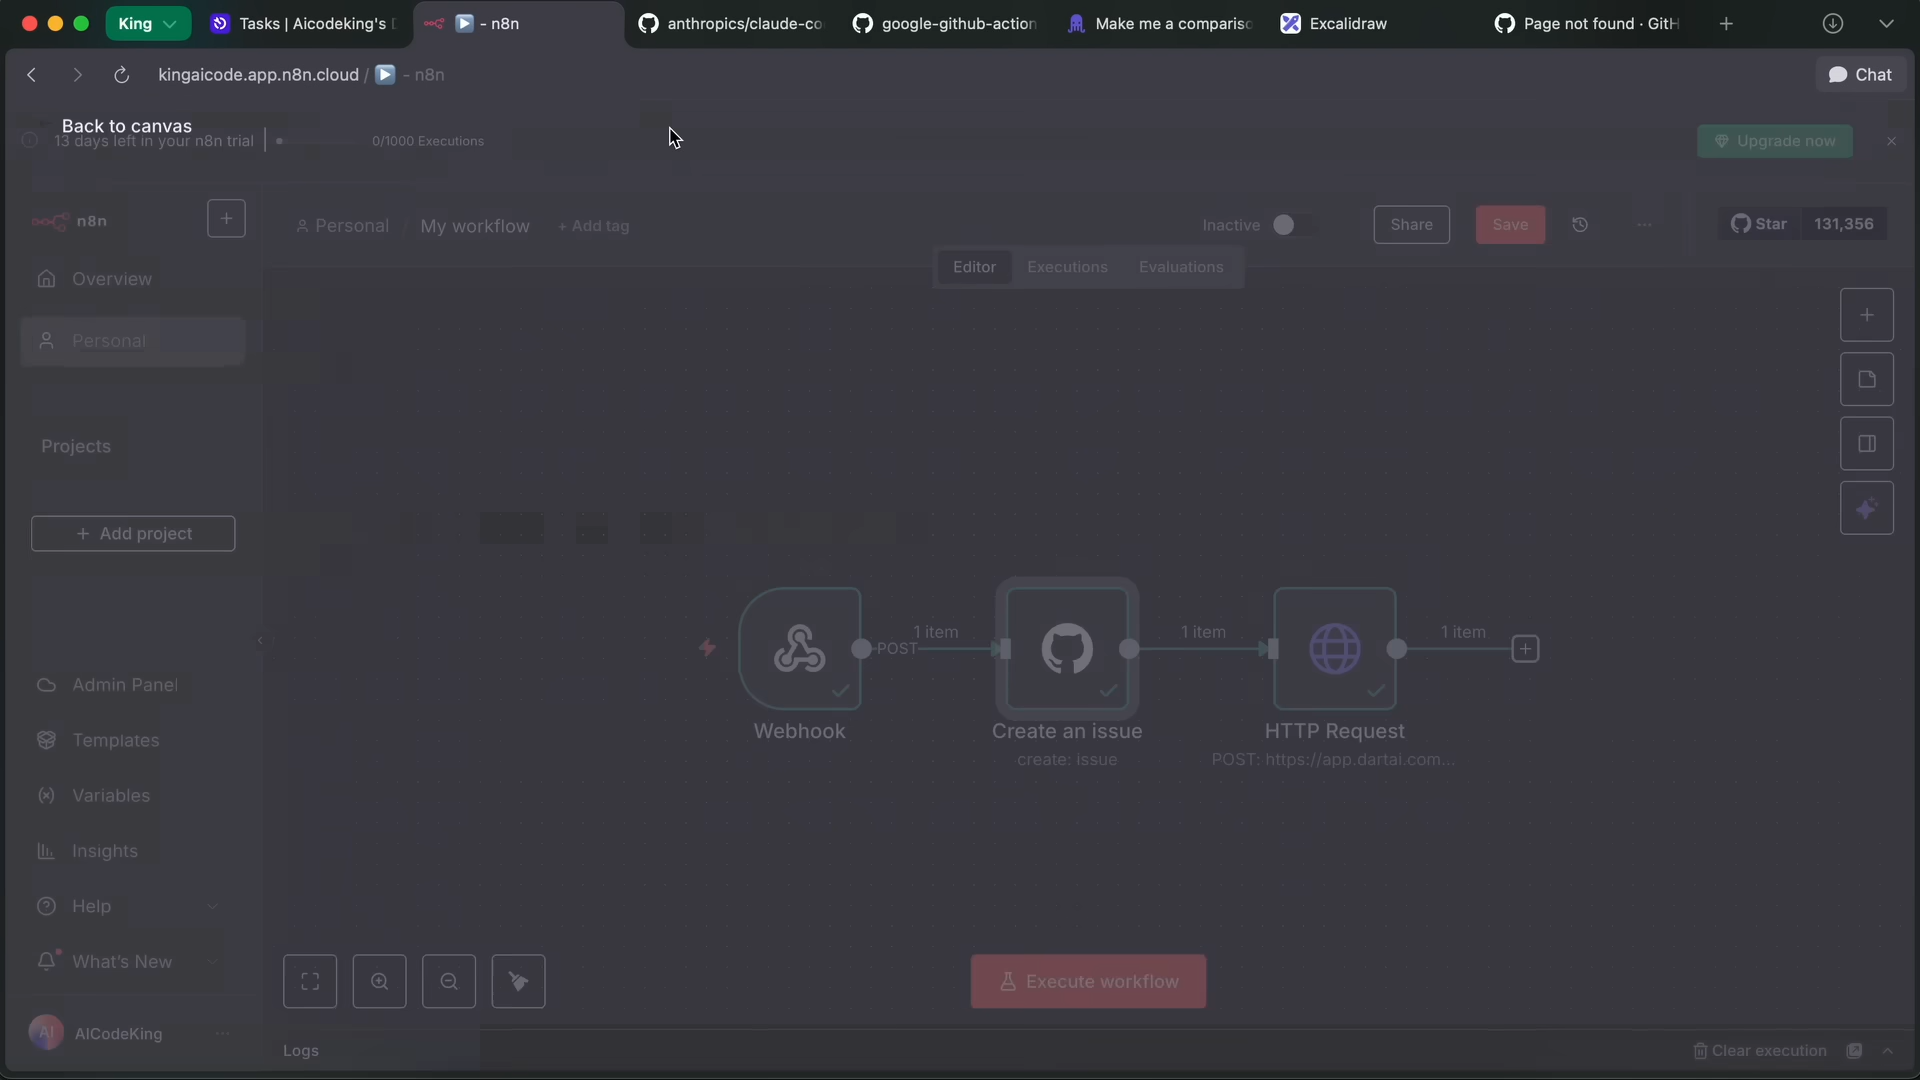 King
Tasks | Aicodeking's
- n8n
anthropics/claude-co
google-github-action
Make me a compariso
Excalidraw
Page not found · GitH
kingaicode.app.n8n.cloud / - n8n
Chat
Back to canvas
13 days left in your n8n trial
0/1000 Executions
Upgrade now
n8n
Personal / My workflow
+ Add tag
Inactive
Share
Save
Star
131,356
Editor
Executions
Evaluations
Overview
Personal
Projects
+ Add project
Admin Panel
Templates
Variables
Insights
Help
What's New
AI AICodeKing
POST
1 item
1 item
1 item
Webhook
Create an issue
create: issue
HTTP Request
POST: https://app.dartai.com...
Execute workflow
Logs
Clear execution